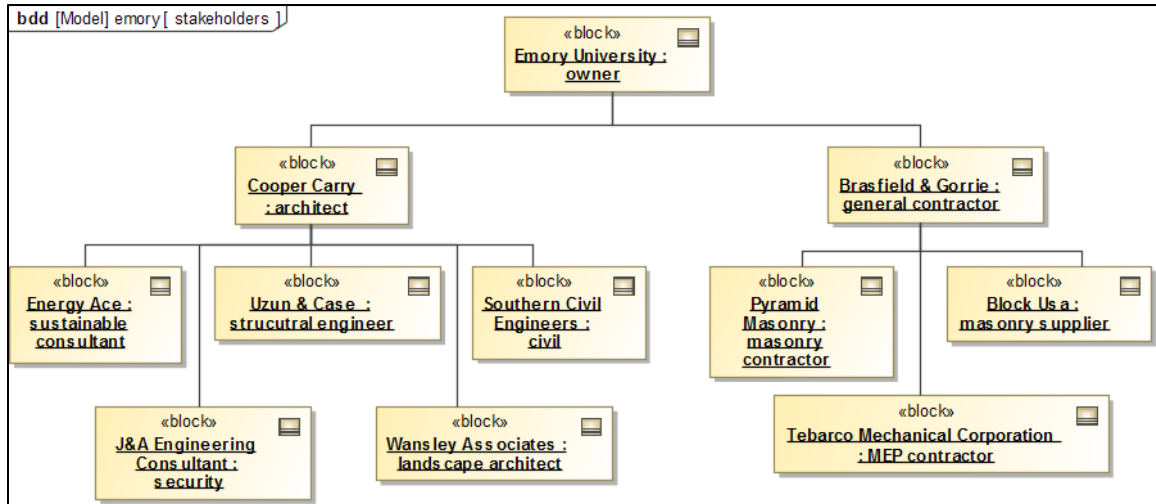 bdd [Model] emory[ stakeholders ]
«block»
Emory University :
owner
«block»
Cooper Carry
: architect
«block»
Brasfield & Gorrie :
general contractor
«block»
Energy Ace :
sustainable
consultant
«block»
Uzun & Case :
strucutral engineer
«block»
Southern Civil
Engineers :
civil
«block»
Pyramid
Masonry :
masonry
contractor
«block»
Block Usa :
masonry supplier
«block»
J&A Engineering
Consultant :
security
«block»
Wansley Associates :
landscape architect
«block»
Tebarco Mechanical Corporation
: MEP contractor